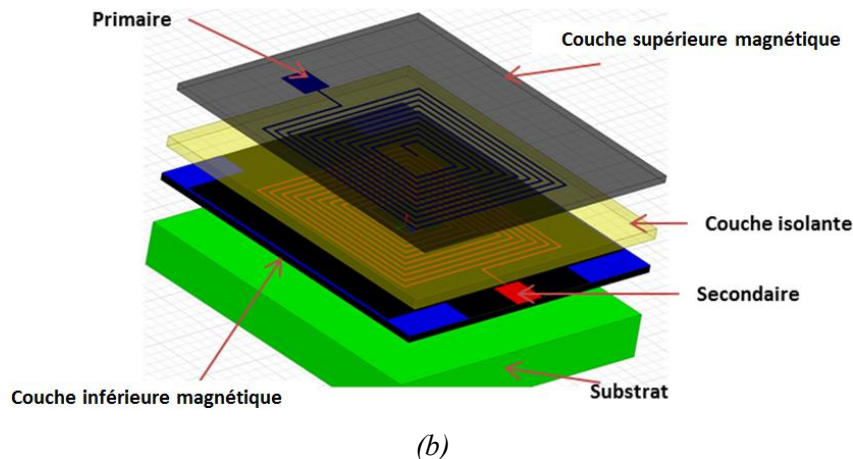 Primaire
Couche supérieure magnétique
Couche isolante
Secondaire
Substrat
Couche inférieure magnétique
(b)